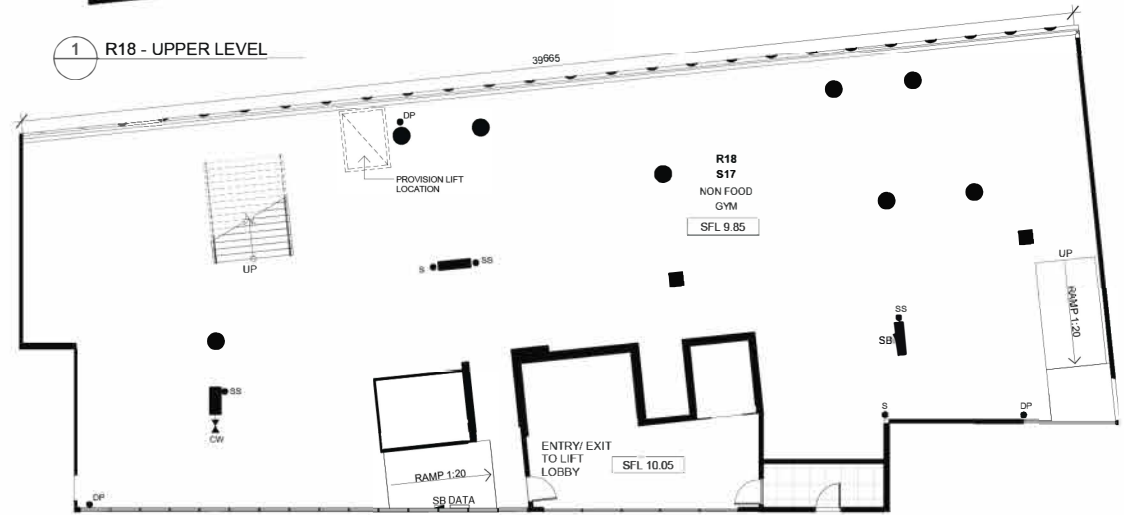 1 R18 - UPPER LEVEL
39665
DP
PROVISION LIFT
LOCATION
R18
S17
NON FOOD
GYM
SFL 9.85
UP
UP
S
SS
RAMP 1:20
SS
SB
SS
CW
S
DP
ENTRY/ EXIT
TO LIFT
LOBBY
SFL 10.05
RAMP 1:20
DP
SB DATA